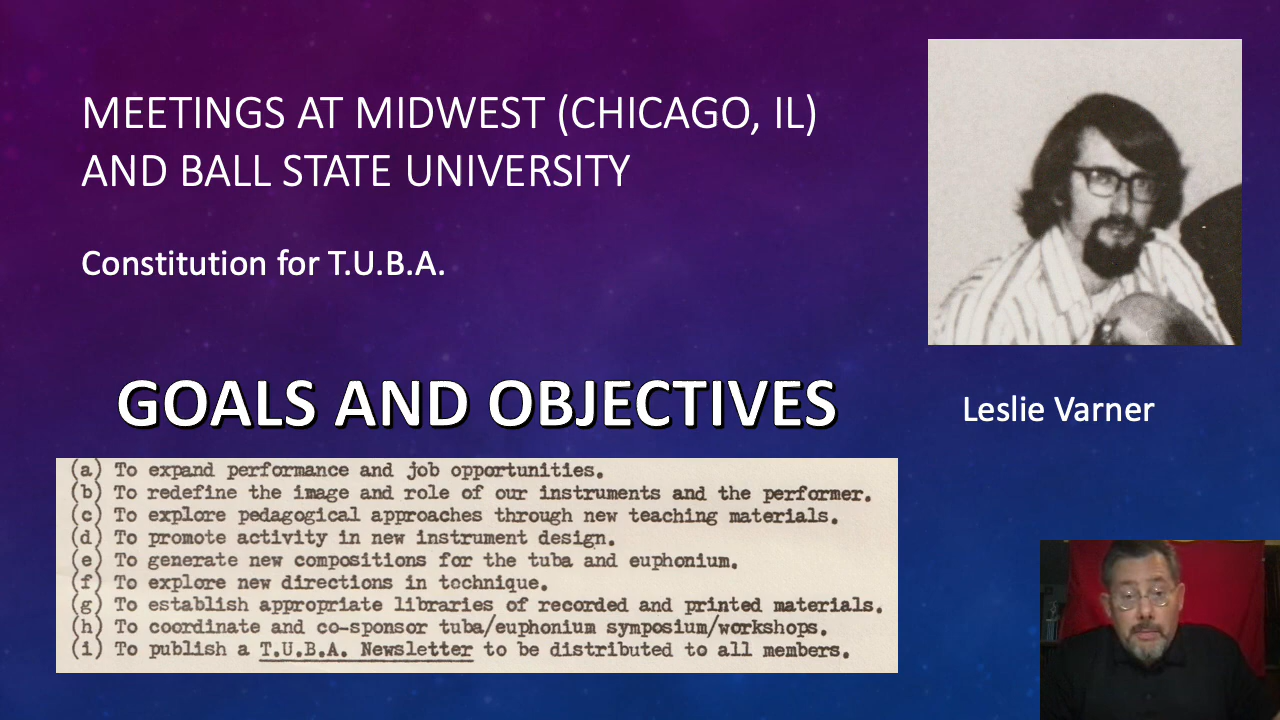 MEETINGS AT MIDWEST (CHICAGO, IL)
AND BALL STATE UNIVERSITY
Constitution for T.U.B.A.
GOALS AND OBJECTIVES
Leslie Varner
(a) To expand performance and job opportunities.
(b) To redefine the image and role of our instruments and the performer.
(c) To explore pedagogical approaches through new teaching materials.
(d) To promote activity in new instrument design.
(e) To generate new compositions for the tuba and euphonium.
(f) To explore new directions in technique.
(g) To establish appropriate libraries of recorded and printed materials.
(h) To coordinate and co-sponsor tuba/euphonium symposium/workshops.
(i) To publish a T.U.B.A. Newsletter to be distributed to all members.